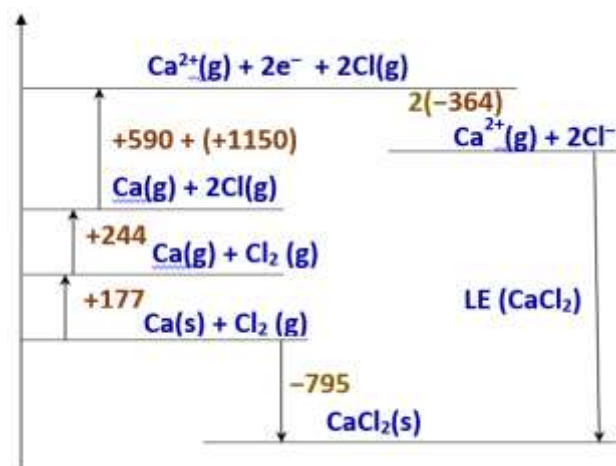 Ca²⁺(g) + 2e⁻ + 2Cl(g)
2(−364)
Ca²⁺(g) + 2Cl⁻
+590 + (+1150)
Ca(g) + 2Cl(g)
+244
Ca(g) + Cl₂ (g)
+177
LE (CaCl₂)
Ca(s) + Cl₂ (g)
−795
CaCl₂(s)